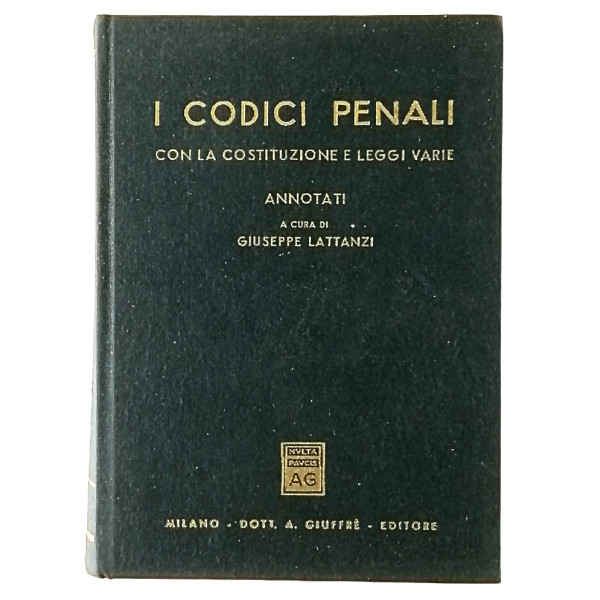 I CODICI PENALI
CON LA COSTITUZIONE E LEGGI VARIE
ANNOTATI
A CURA DI
GIUSEPPE LATTANZI
MVLTA
PAVCIS
AG
MILANO - DOTT. A. GIUFFRÈ - EDITORE